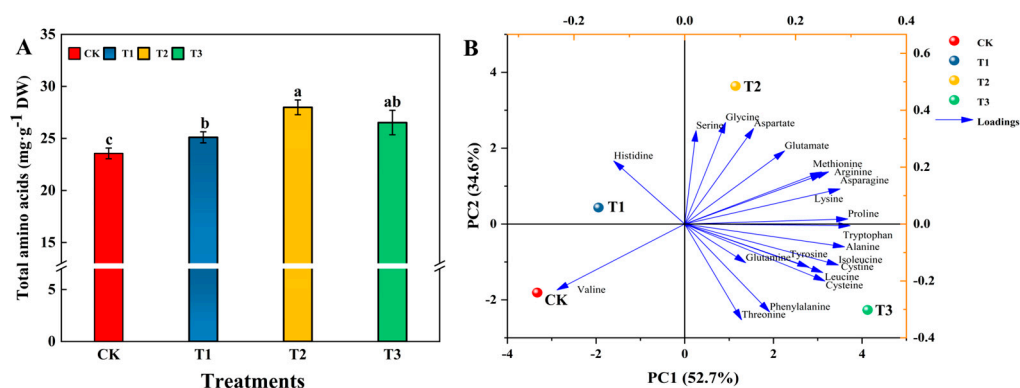 A
CK T1 T2 T3
Total amino acids (mg·g⁻¹ DW)
35
30
25
20
15
5
0
c
b
a
ab
CK T1 T2 T3
Treatments
B
-0.2 0.0 0.2 0.4
PC2 (34.6%)
4
2
0
-2
0.6
0.4
0.2
0.0
-0.2
-0.4
T2
Serine
Glycine
Aspartate
Histidine
Glutamate
Methionine
Arginine
Asparagine
Lysine
T1
Proline
Tryptophan
Alanine
Glutamine
Tyrosine
Isoleucine
Cystine
Leucine
Cysteine
Valine
CK
Phenylalanine
Threonine
T3
-4 -2 0 2 4
PC1 (52.7%)
CK
T1
T2
T3
Loadings